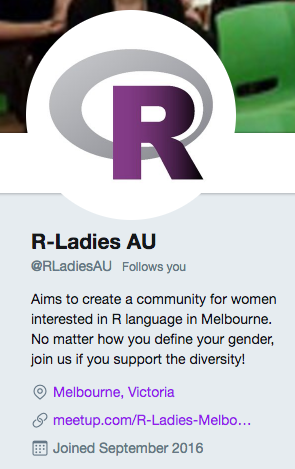 R
R-Ladies AU
@RLadiesAU Follows you
Aims to create a community for women
interested in R language in Melbourne.
No matter how you define your gender,
join us if you support the diversity!
Melbourne, Victoria
meetup.com/R-Ladies-Melbo…
Joined September 2016